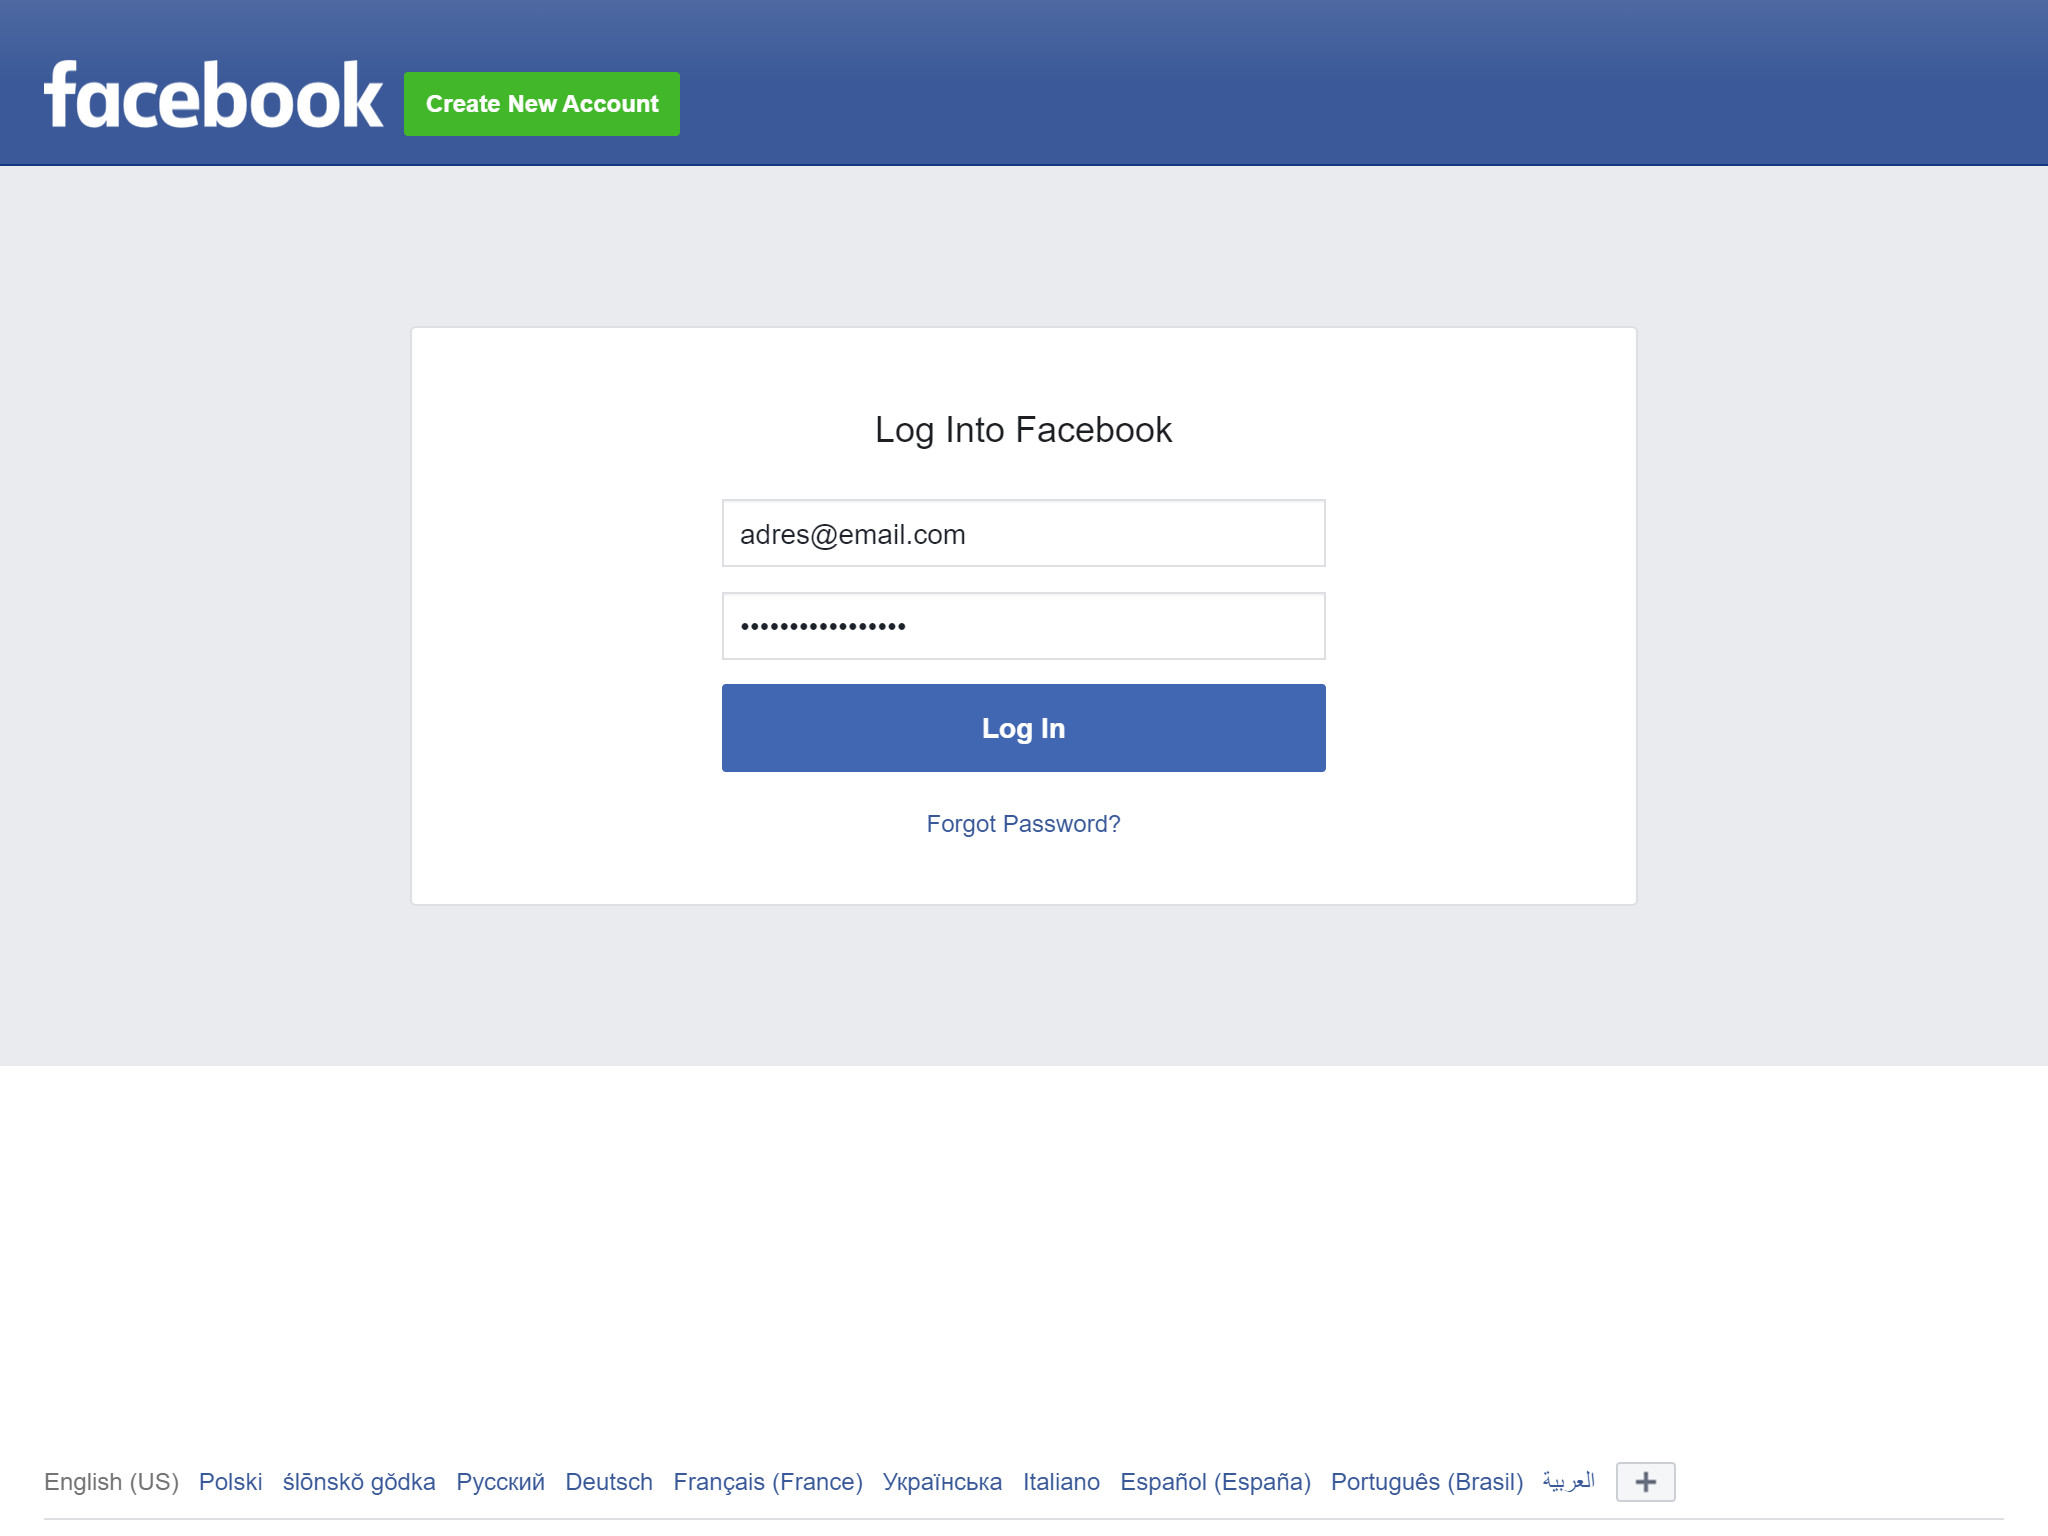 facebook
Create New Account
Log Into Facebook
adres@email.com
•••••••••••••••••
Log In
Forgot Password?
English (US) Polski ślōnskŏ gŏdka Русский Deutsch Français (France) Українська Italiano Español (España) Português (Brasil) العربية +